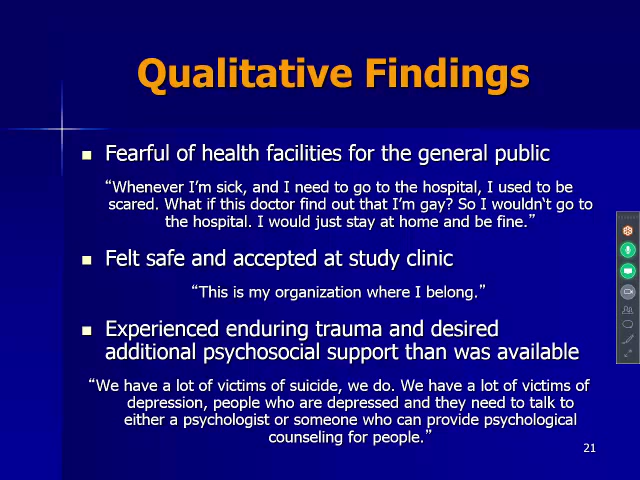 Qualitative Findings
Fearful of health facilities for the general public
“Whenever I’m sick, and I need to go to the hospital, I used to be
scared. What if this doctor find out that I’m gay? So I wouldn‘t go to
the hospital. I would just stay at home and be fine.”
Felt safe and accepted at study clinic
“This is my organization where I belong.”
Experienced enduring trauma and desired
additional psychosocial support than was available
“We have a lot of victims of suicide, we do. We have a lot of victims of
depression, people who are depressed and they need to talk to
either a psychologist or someone who can provide psychological
counseling for people.”
21